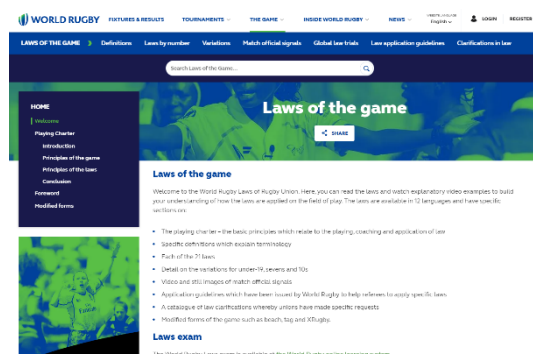 WORLD RUGBY FIXTURES & RESULTS TOURNAMENTS THE GAME INSIDE WORLD RUGBY NEWS English LOGIN REGISTER
LAWS OF THE GAME Definitions Laws by number Variations Match official signals Global law trials Law application guidelines Clarifications in law
Search Laws of the Game...
HOME
Welcome
Playing Charter
Introduction
Principles of the game
Principles of the laws
Conclusion
Foreword
Modified forms
Laws of the game
SHARE
Laws of the game
Welcome to the World Rugby Laws of Rugby Union. Here, you can read the laws and watch explanatory video examples to build
your understanding of how the laws are applied on the field of play. The laws are available in 12 languages and have specific
sections on:
• The playing charter – the basic principles which relate to the playing, coaching and application of law
• Specific definitions which explain terminology
• Each of the 21 laws
• Detail on the variations for under-19, sevens and 10s
• Video and still images of match official signals
• Application guidelines which have been issued by World Rugby to help referees to apply specific laws
• A catalogue of law clarifications whereby unions have made specific requests
• Modified forms of the game such as beach, tag and XRugby.
Laws exam